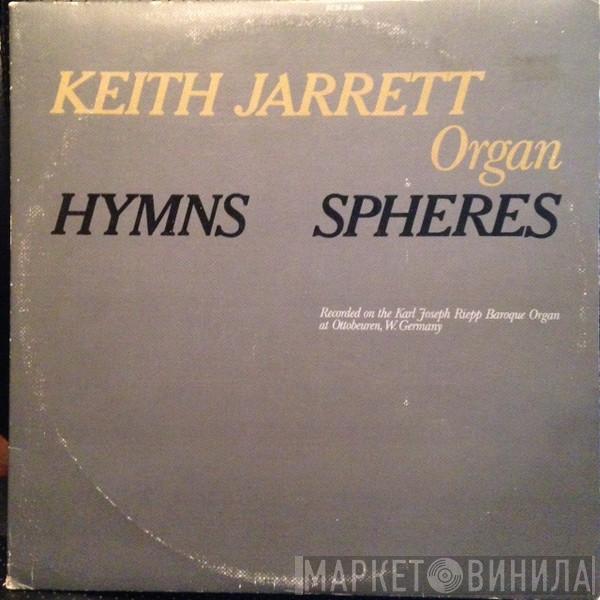 KEITH JARRETT
Organ
HYMNS SPHERES
Recorded on the Karl Joseph Riepp Baroque Organ
at Ottobeuren, W. Germany
МАРКЕТ ВИНИЛА